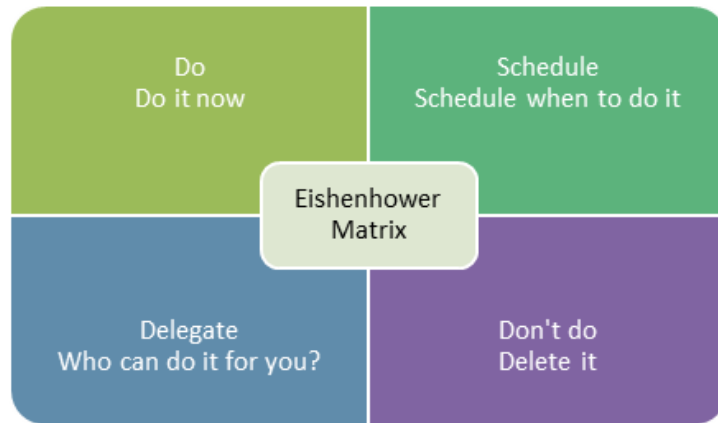 Do
Do it now
Schedule
Schedule when to do it
Eishenhower
Matrix
Delegate
Who can do it for you?
Don't do
Delete it